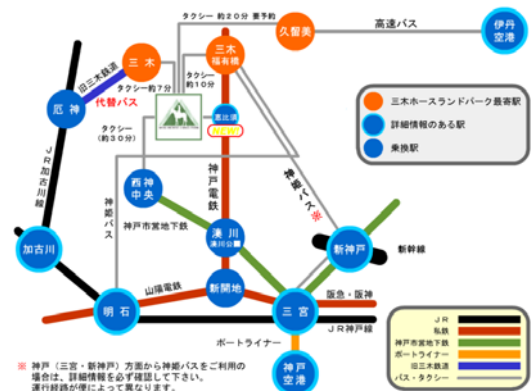 タクシー 約20分 要予約
久留美
高速バス
伊丹
空港
三木
三木
福有橋
旧三木鉄道
タクシー約7分
タクシー
約10分
代替バス
厄神
恵比須
NEW!
タクシー
(約30分)
三木ホースランドパーク最寄駅
詳細情報のある駅
乗換駅
JR加古川線
西神
中央
神戸電鉄
神姫バス※
神姫バス
神戸市営地下鉄
湊川
湊川公園
新神戸
新幹線
加古川
山陽電鉄
新開地
明石
三宮
阪急・阪神
JR神戸線
ポートライナー
神戸
空港
JR
私鉄
神戸市営地下鉄
ポートライナー
旧三木鉄道
バス・タクシー
※ 神戸(三宮・新神戸)方面から神姫バスをご利用の
場合は、詳細情報を必ず確認して下さい。
運行経路が便によって異なります。